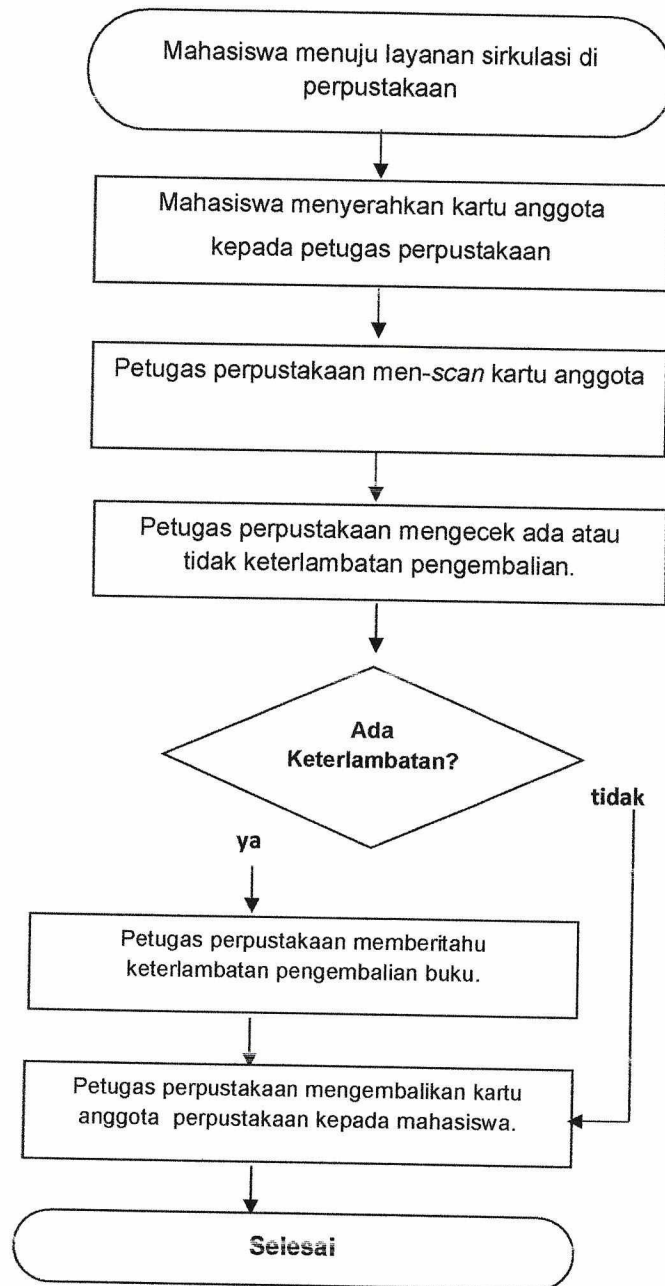 Mahasiswa menuju layanan sirkulasi di
perpustakaan
Mahasiswa menyerahkan kartu anggota
kepada petugas perpustakaan
Petugas perpustakaan men-scan kartu anggota
Petugas perpustakaan mengecek ada atau
tidak keterlambatan pengembalian.
Ada
Keterlambatan?
tidak
ya
Petugas perpustakaan memberitahu
keterlambatan pengembalian buku.
Petugas perpustakaan mengembalikan kartu
anggota perpustakaan kepada mahasiswa.
Selesai